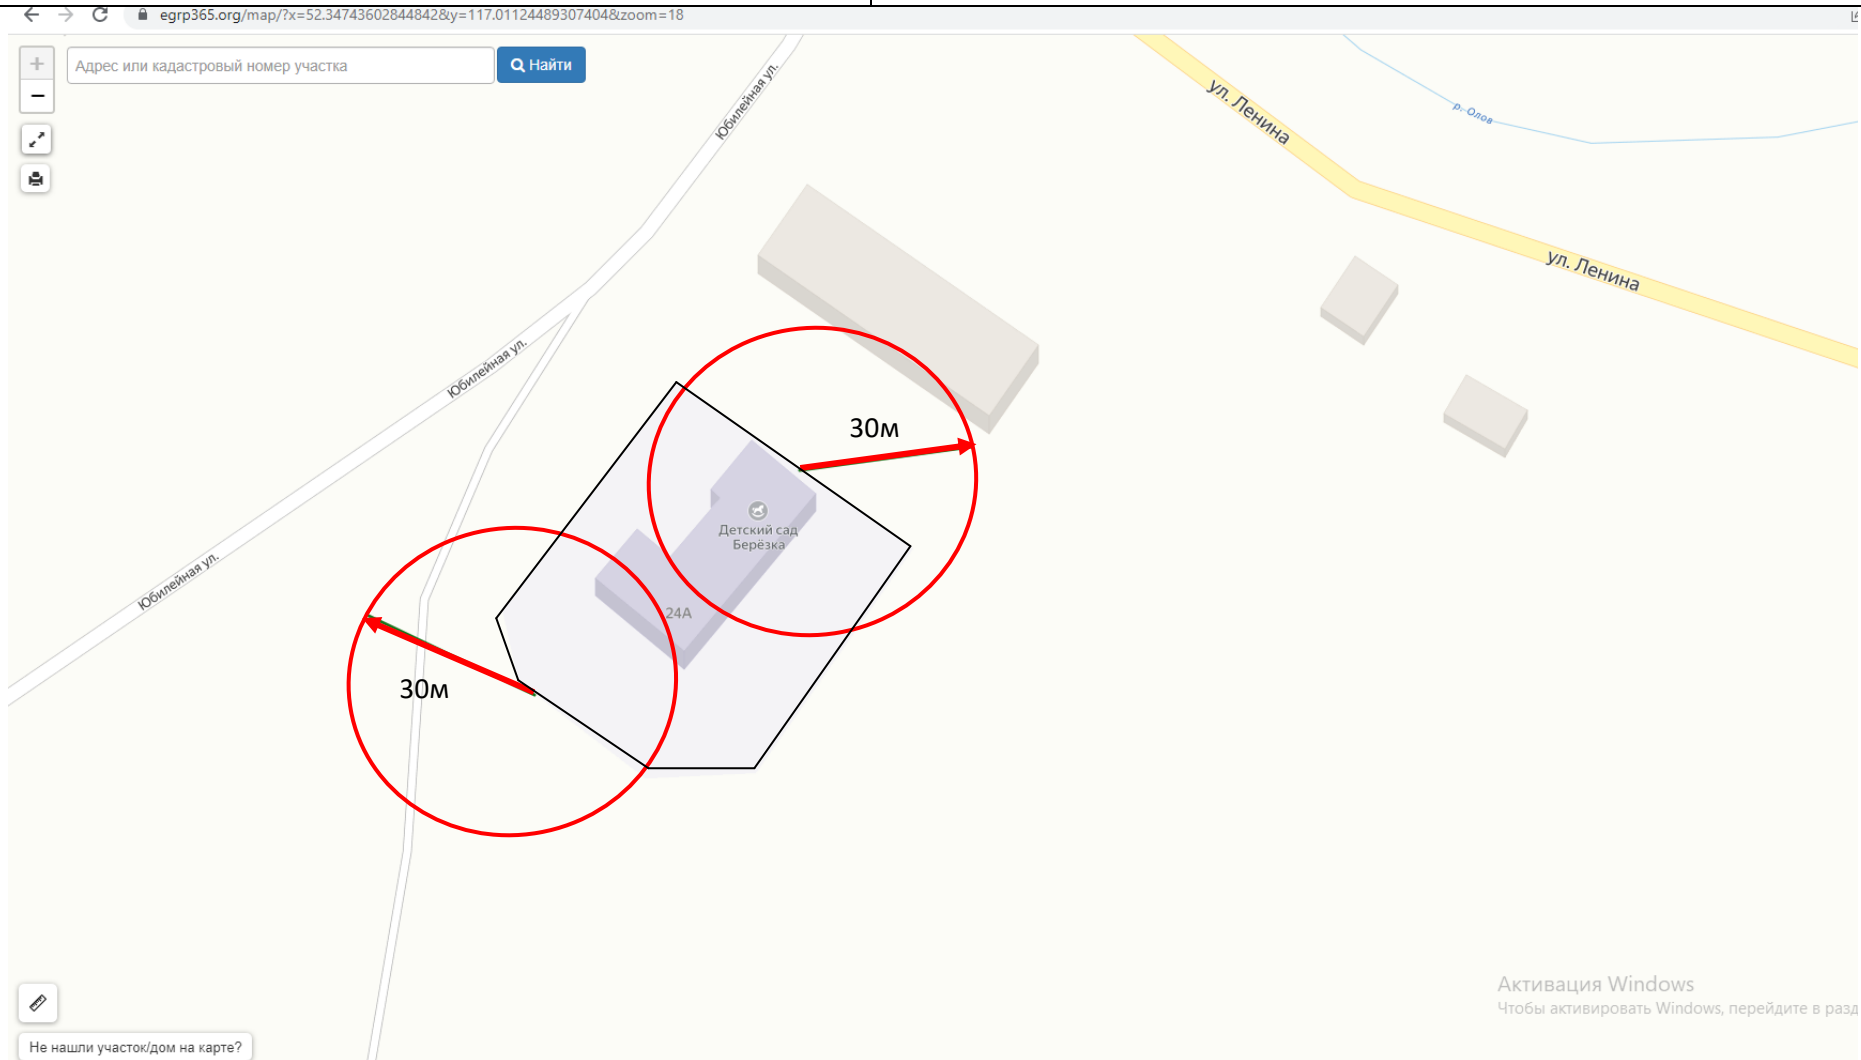 egrp365.org/map/?x=52.34743602844842&y=117.01124489307404&zoom=18
Адрес или кадастровый номер участка
Найти
Юбилейная ул.
ул. Ленина
р. Олов
ул. Ленина
Юбилейная ул.
30м
Детский сад
Берёзка
Юбилейная ул.
24А
30м
Активация Windows
Чтобы активировать Windows, перейдите в разд
Не нашли участок/дом на карте?